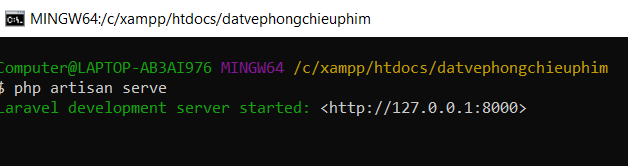 MINGW64:/c/xampp/htdocs/datvephongchieuphim
Computer@LAPTOP-AB3AI976 MINGW64 /c/xampp/htdocs/datvephongchieuphim
$ php artisan serve
Laravel development server started: <http://127.0.0.1:8000>